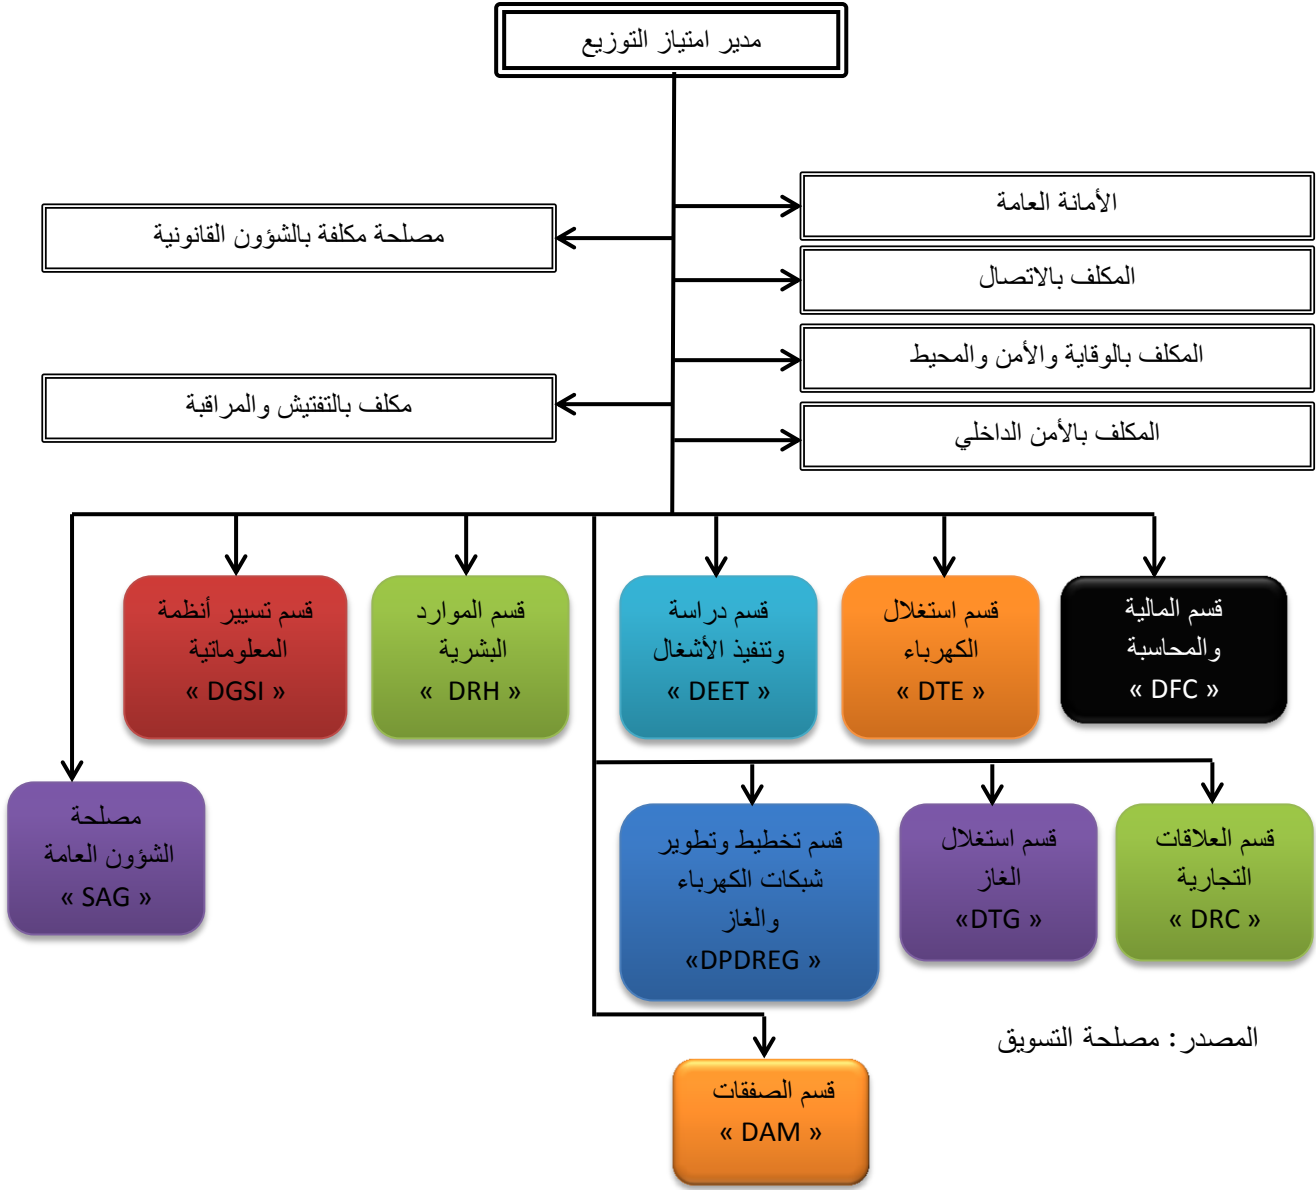 مدير امتياز التوزيع
الأمانة العامة
مصلحة مكلفة بالشؤون القانونية
المكلف بالاتصال
المكلف بالوقاية والأمن والمحيط
مكلف بالتفتيش والمراقبة
المكلف بالأمن الداخلي
قسم المالية
والمحاسبة
« DFC »
قسم استغلال
الكهرباء
« DTE »
قسم دراسة
وتنفيذ الأشغال
« DEET »
قسم الموارد
البشرية
« DRH »
قسم تسيير أنظمة
المعلوماتية
« DGSI »
مصلحة
الشؤون العامة
« SAG »
قسم العلاقات
التجارية
« DRC »
قسم استغلال
الغاز
«DTG »
قسم تخطيط وتطوير
شبكات الكهرباء
والغاز
«DPDREG »
المصدر: مصلحة التسويق
قسم الصفقات
« DAM »